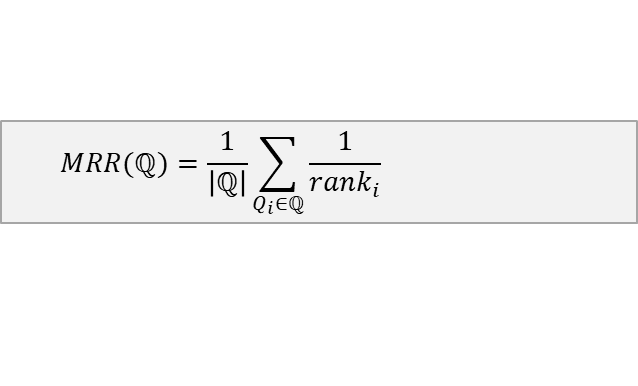 MRR(ℚ) = 1/|ℚ| ∑_{Q_i∈ℚ} 1/rank_i